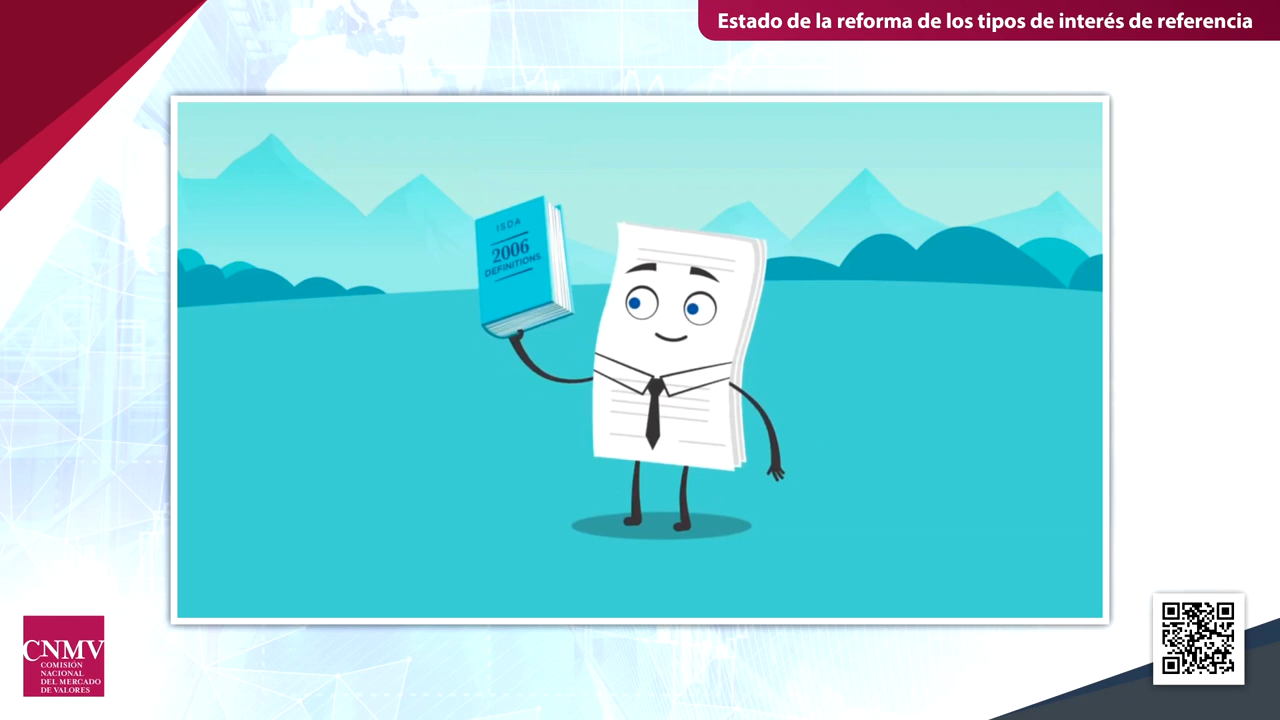 Estado de la reforma de los tipos de interés de referencia
ISDA
2006
DEFINITIONS
CNMV
COMISIÓN
NACIONAL
DEL MERCADO
DE VALORES